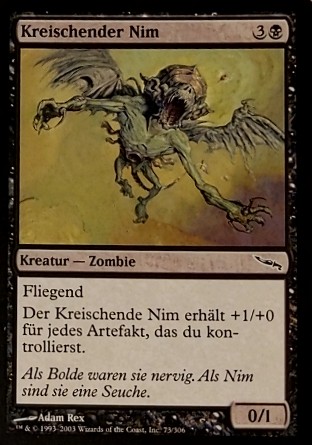 Kreischender Nim 3
Kreatur — Zombie
Fliegend
Der Kreischende Nim erhält +1/+0
für jedes Artefakt, das du kon-
trollierst.
Als Bolde waren sie nervig. Als Nim
sind sie eine Seuche.
Adam Rex
™ & © 1993-2003 Wizards of the Coast, Inc. 73/306
0/1